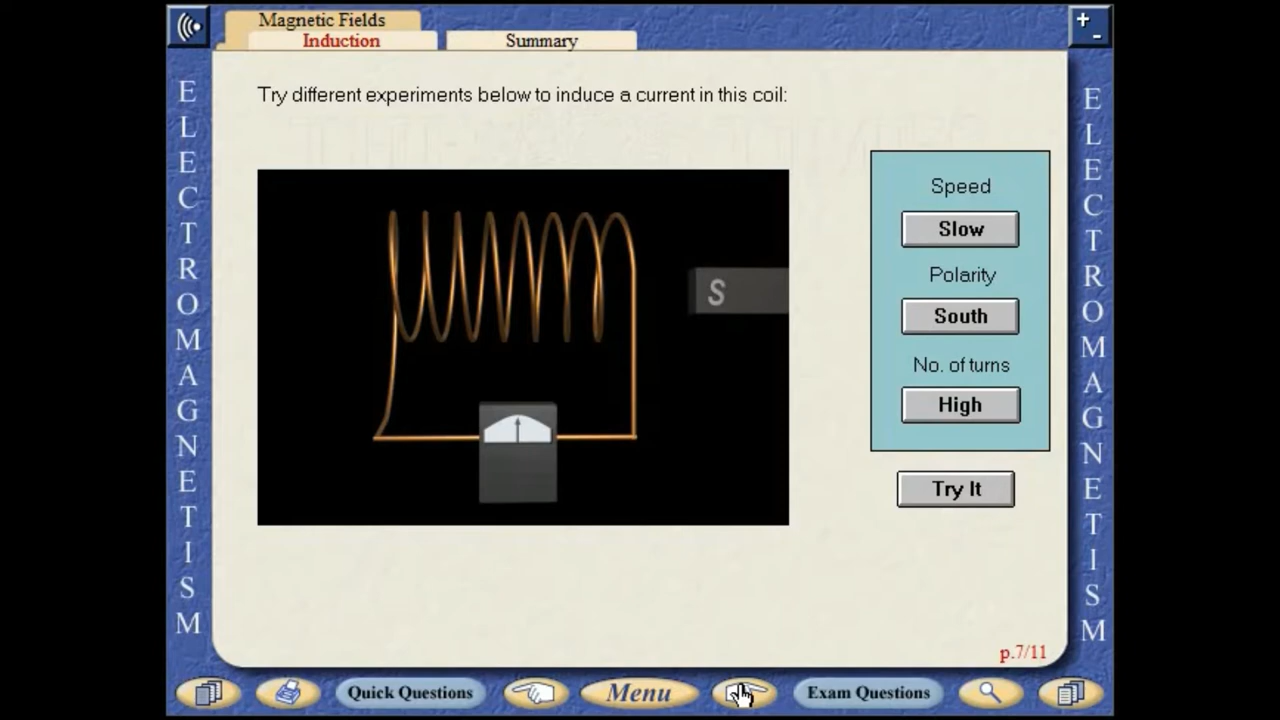 Magnetic Fields
Induction
Summary
+
-
ELECTROMAGNETISM
Try different experiments below to induce a current in this coil:
S
Speed
Slow
Polarity
South
No. of turns
High
Try It
ELECTROMAGNETISM
p.7/11
Quick Questions
Menu
Exam Questions